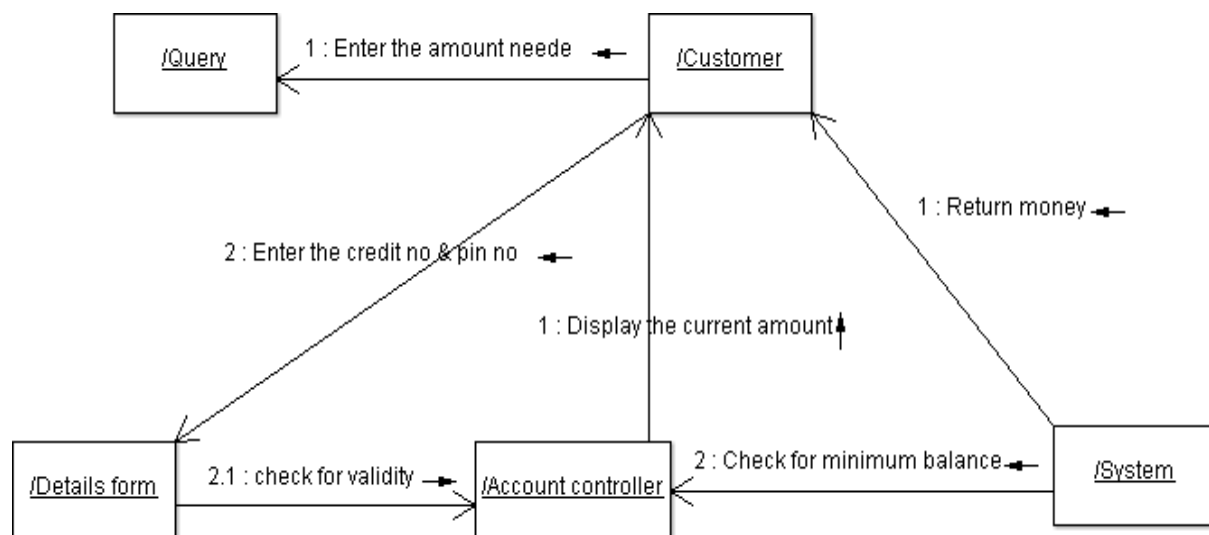 1 : Enter the amount neede
/Query
/Customer
1 : Return money
2 : Enter the credit no & pin no
1 : Display the current amount
2 : Check for minimum balance
2.1 : check for validity
/Details form
/Account controller
/System